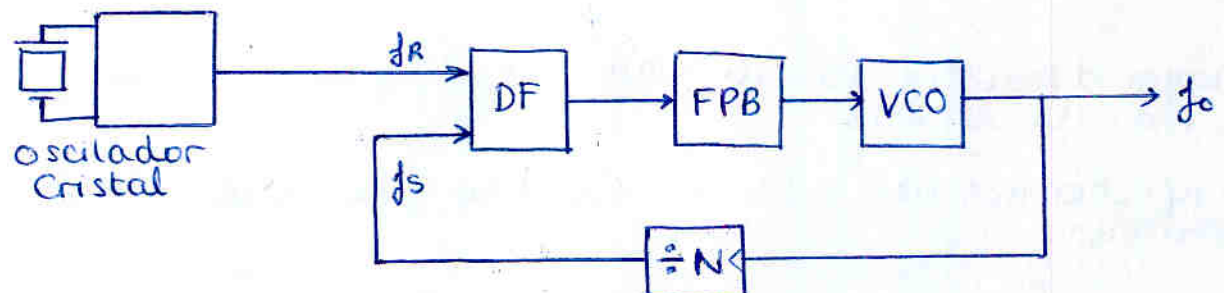 fR
DF
FPB
VCO
fo
oscilador
Cristal
fS
÷N